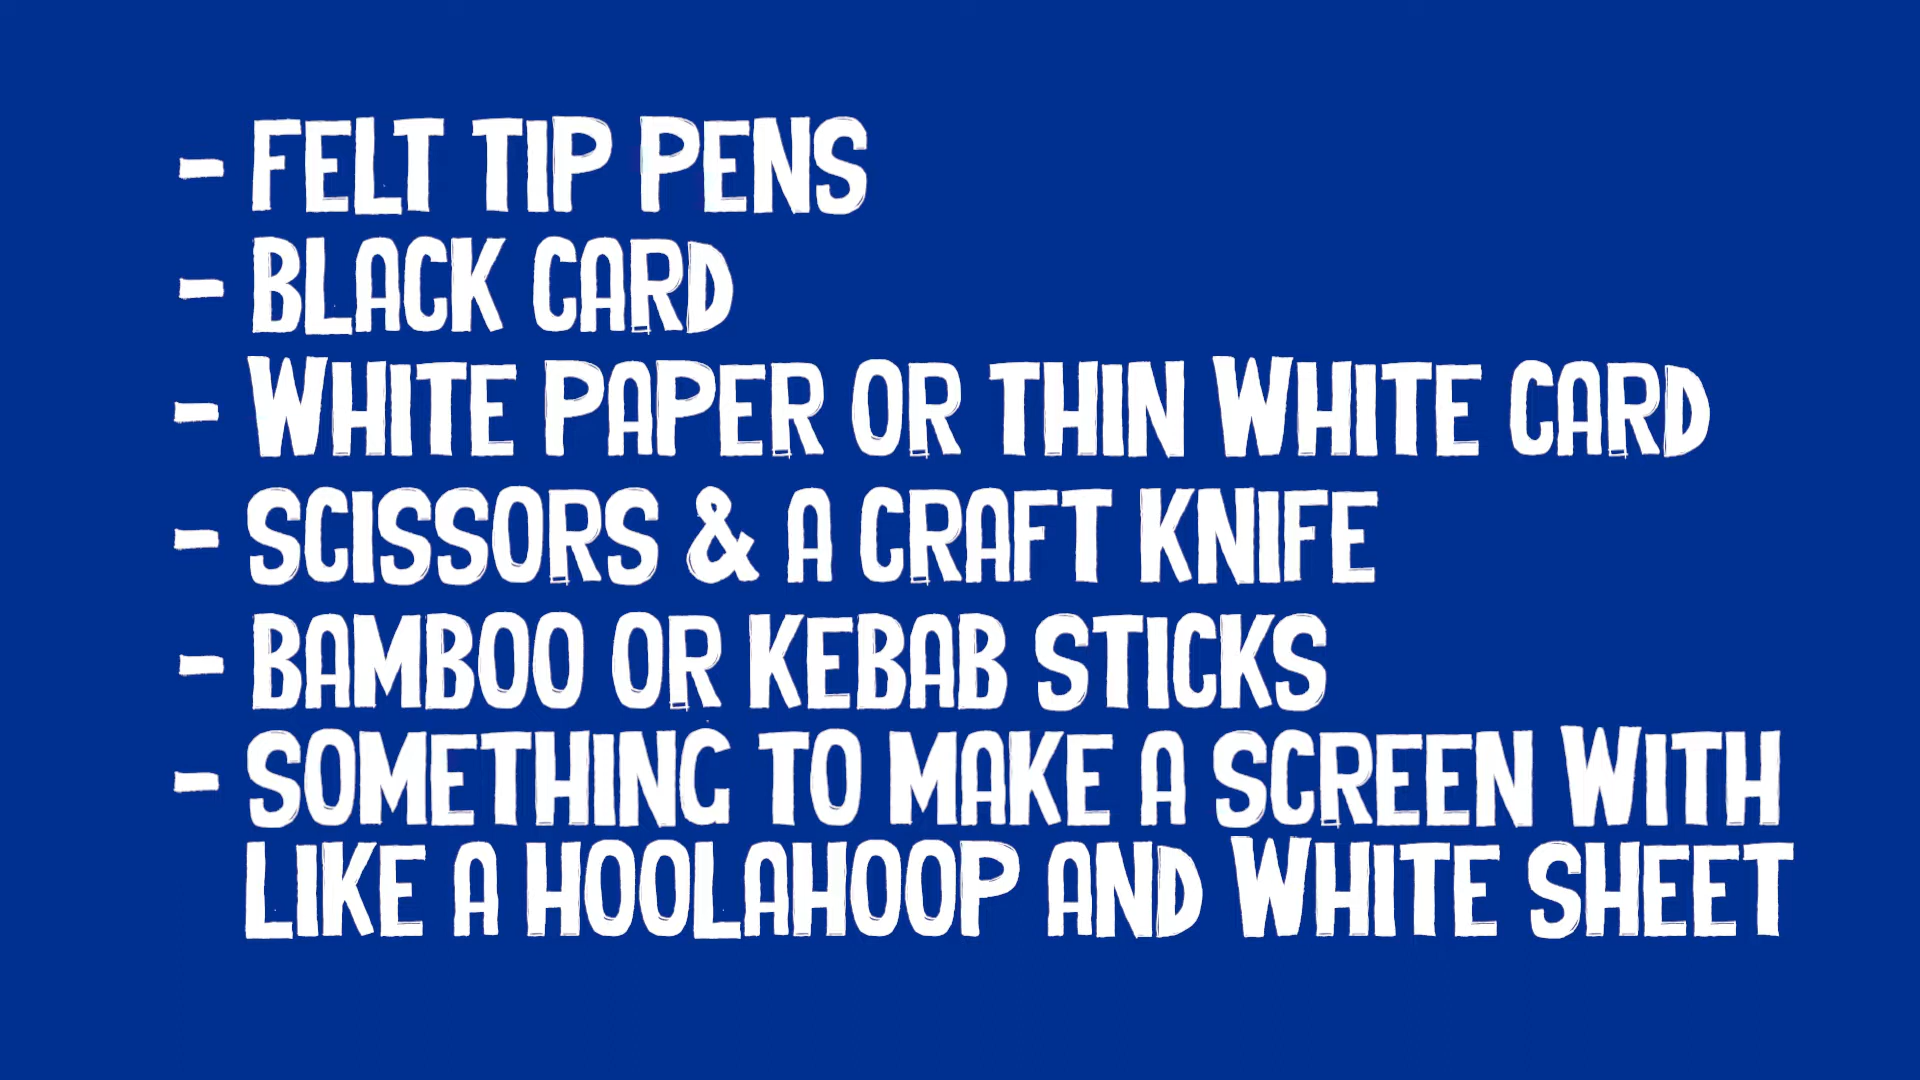 - FELT TIP PENS
- BLACK CARD
- WHITE PAPER OR THIN WHITE CARD
- SCISSORS & A CRAFT KNIFE
- BAMBOO OR KEBAB STICKS
- SOMETHING TO MAKE A SCREEN WITH
LIKE A HOOLAHOOP AND WHITE SHEET